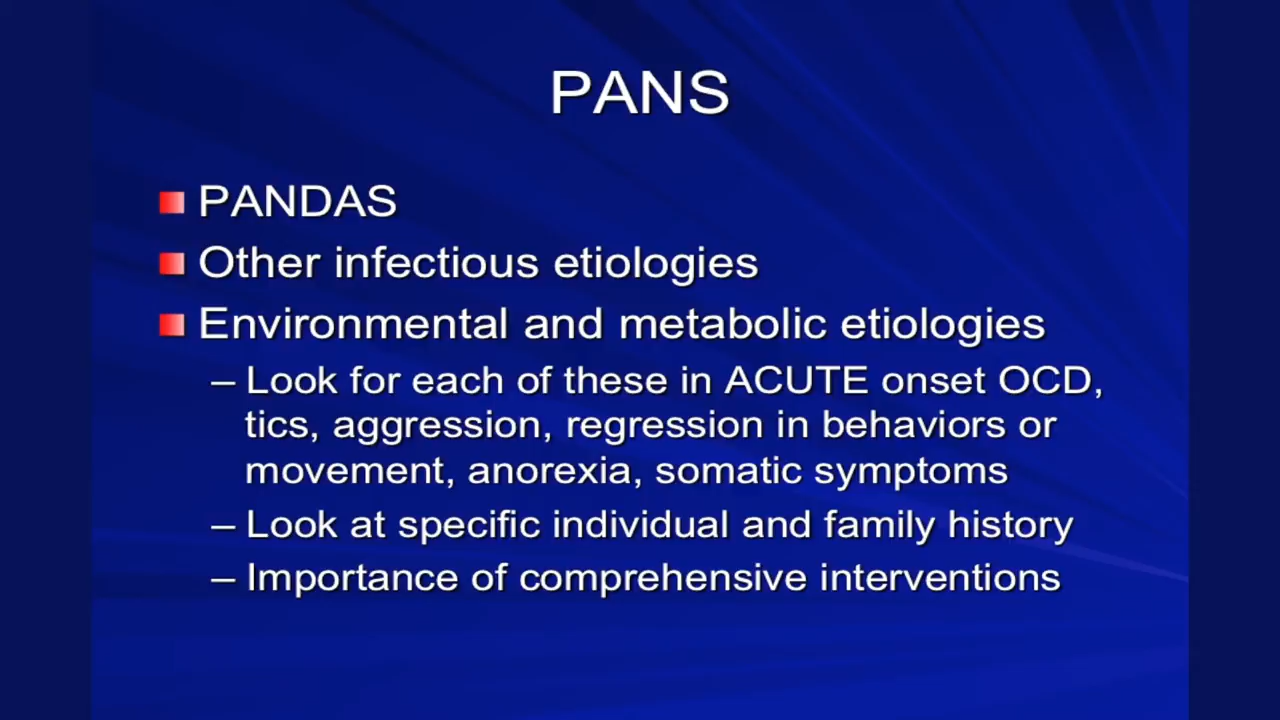 PANS
PANDAS
Other infectious etiologies
Environmental and metabolic etiologies
– Look for each of these in ACUTE onset OCD,
tics, aggression, regression in behaviors or
movement, anorexia, somatic symptoms
– Look at specific individual and family history
– Importance of comprehensive interventions